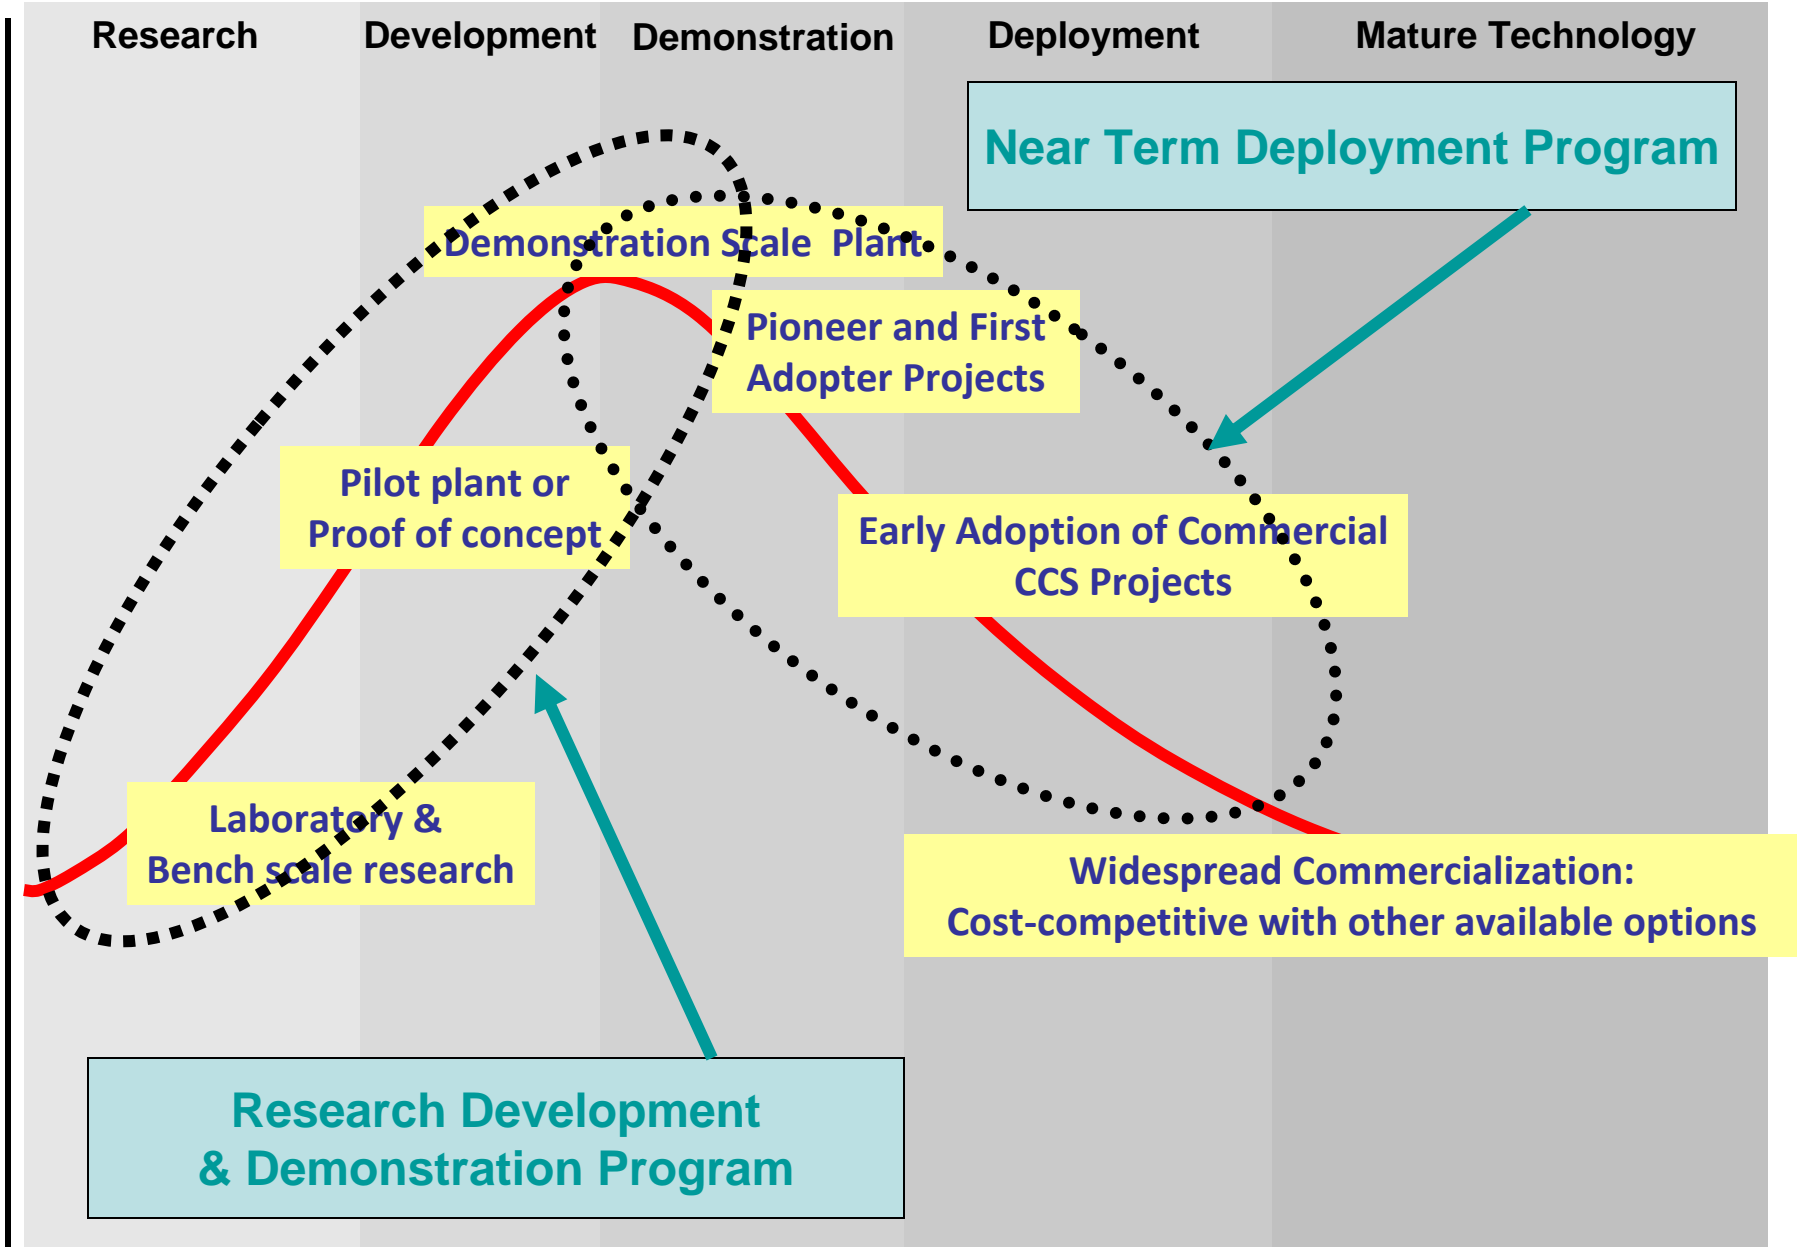 Research
Development
Demonstration
Deployment
Mature Technology
Near Term Deployment Program
Demonstration Scale  Plant
Pioneer and First
Adopter Projects
Pilot plant or
Proof of concept
Early Adoption of Commercial
CCS Projects
Laboratory &
Bench scale research
Widespread Commercialization:
Cost-competitive with other available options
Research Development
& Demonstration Program